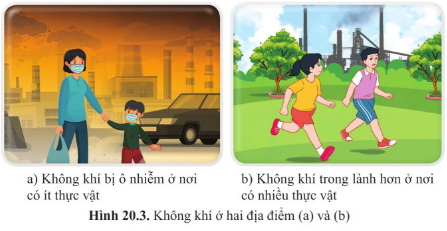 a) Không khí bị ô nhiễm ở nơi
có ít thực vật
b) Không khí trong lành hơn ở nơi
có nhiều thực vật
Hình 20.3. Không khí ở hai địa điểm (a) và (b)